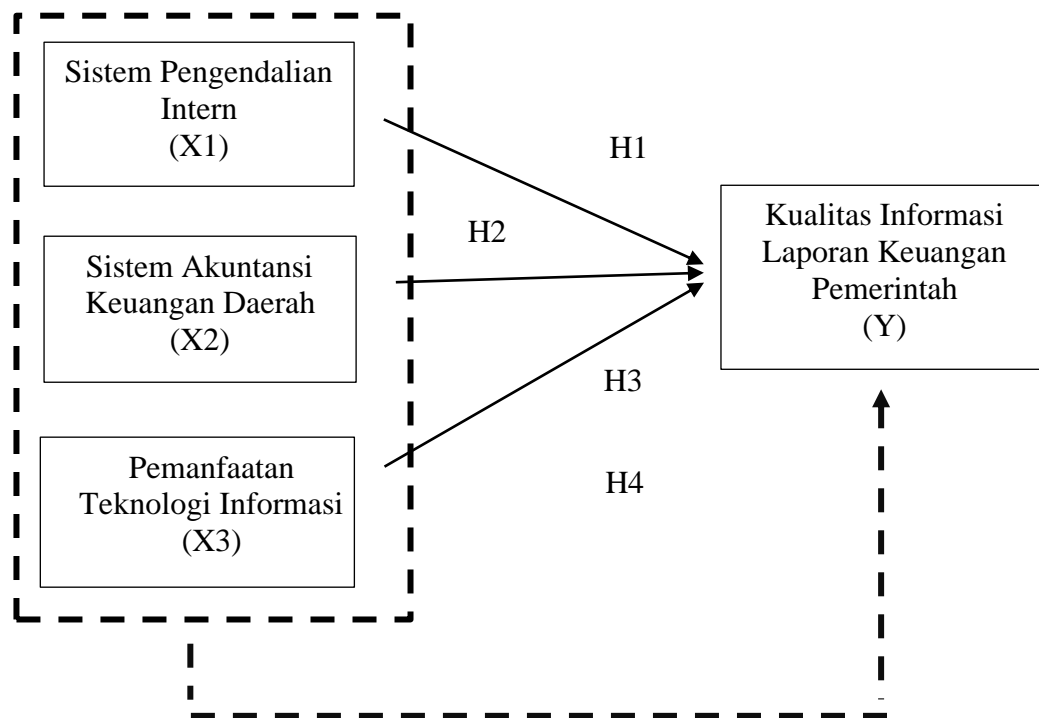 Sistem Pengendalian
Intern
(X1)
Sistem Akuntansi
Keuangan Daerah
(X2)
Pemanfaatan
Teknologi Informasi
(X3)
H1
H2
H3
H4
Kualitas Informasi
Laporan Keuangan
Pemerintah
(Y)